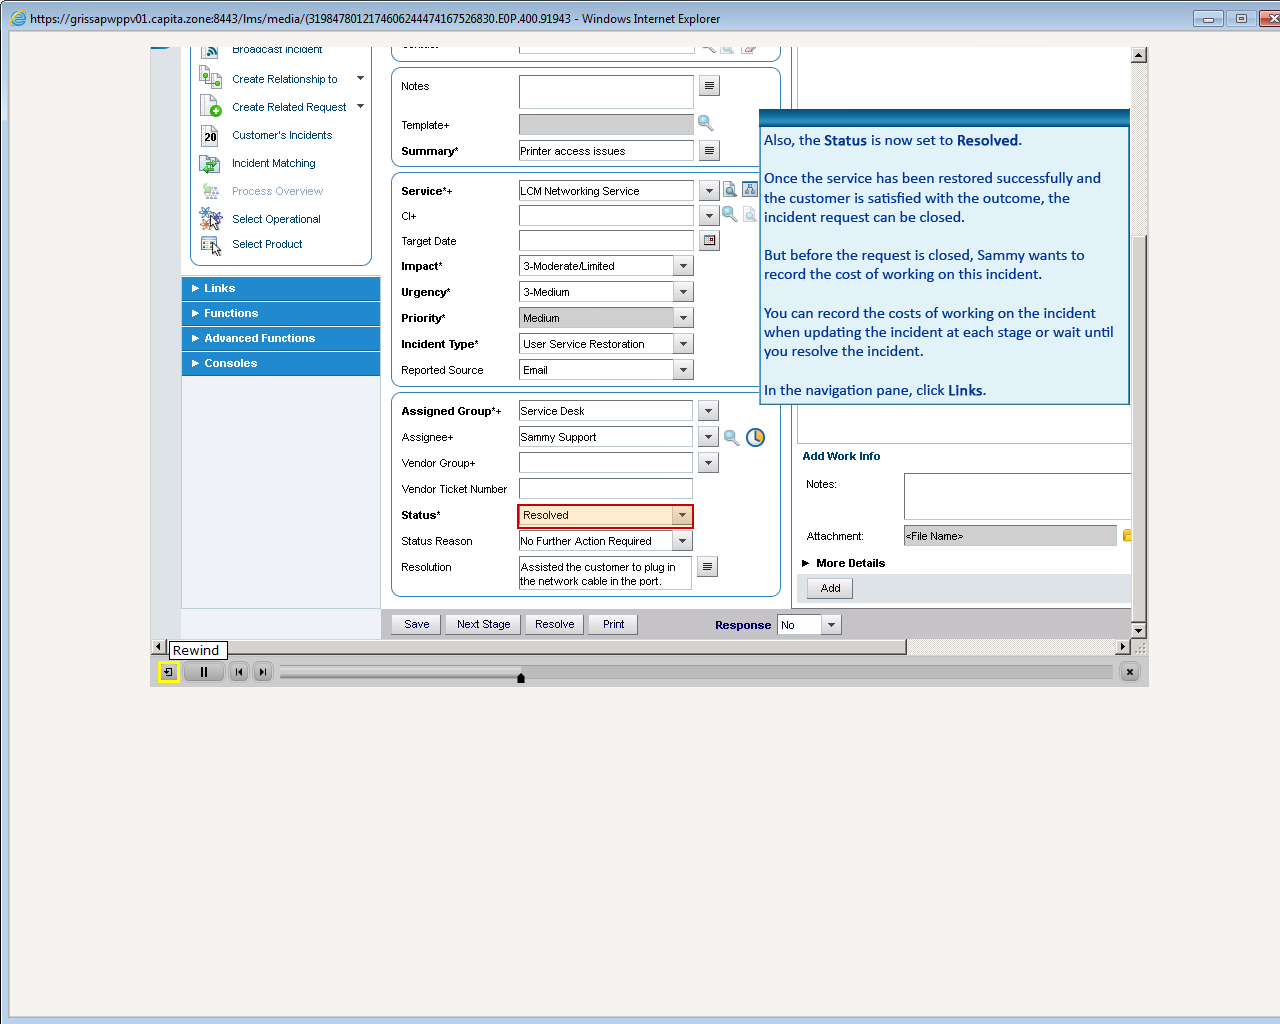 https://grissapwppv01.capita.zone:8443/lms/media/(3198478012174606244474167526830.E0P.400.91943 - Windows Internet Explorer
Broadcast Incident
Create Relationship to
Create Related Request
20 Customer's Incidents
Incident Matching
Process Overview
Select Operational
Select Product
Links
Functions
Advanced Functions
Consoles
Notes
Template+
Summary* Printer access issues
Service*+ LCM Networking Service
CI+
Target Date
Impact* 3-Moderate/Limited
Urgency* 3-Medium
Priority* Medium
Incident Type* User Service Restoration
Reported Source Email
Assigned Group*+ Service Desk
Assignee+ Sammy Support
Vendor Group+
Vendor Ticket Number
Status* Resolved
Status Reason No Further Action Required
Resolution Assisted the customer to plug in
the network cable in the port.
Save Next Stage Resolve Print Response No
Also, the Status is now set to Resolved.
Once the service has been restored successfully and
the customer is satisfied with the outcome, the
incident request can be closed.
But before the request is closed, Sammy wants to
record the cost of working on this incident.
You can record the costs of working on the incident
when updating the incident at each stage or wait until
you resolve the incident.
In the navigation pane, click Links.
Add Work Info
Notes:
Attachment: <File Name>
More Details
Add
Rewind